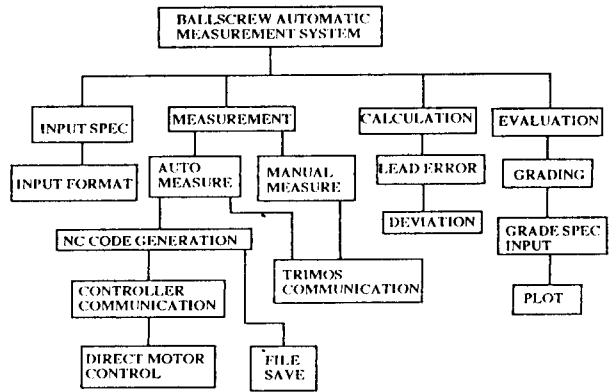 BALLSCREW AUTOMATIC
MEASUREMENT SYSTEM
INPUT SPEC
MEASUREMENT
CALCULATION
EVALUATION
INPUT FORMAT
AUTO
MEASURE
MANUAL
MEASURE
LEAD ERROR
GRADING
DEVIATION
NC CODE GENERATION
GRADE SPEC
INPUT
TRIMOS
COMMUNICATION
CONTROLLER
COMMUNICATION
PLOT
DIRECT MOTOR
CONTROL
FILE
SAVE